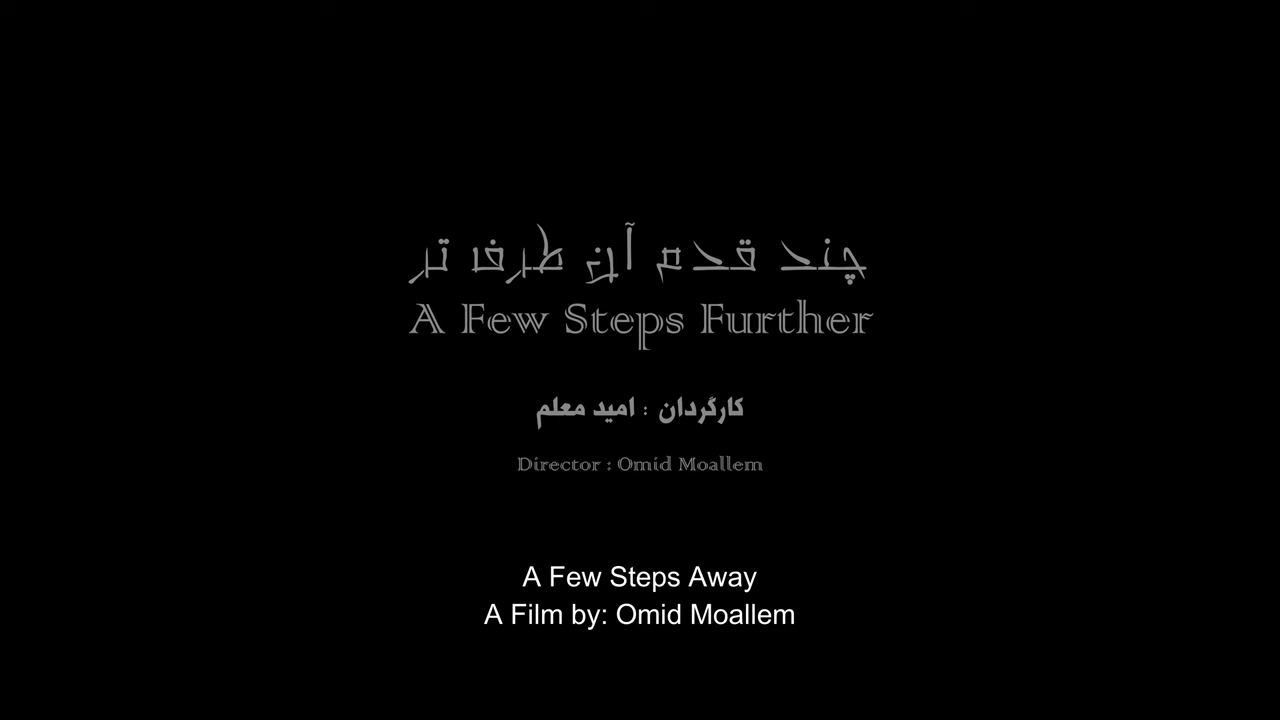 چند قدم آن طرف تر
A Few Steps Further
کارگردان : امید معلم
Director : Omid Moallem
A Few Steps Away
A Film by: Omid Moallem